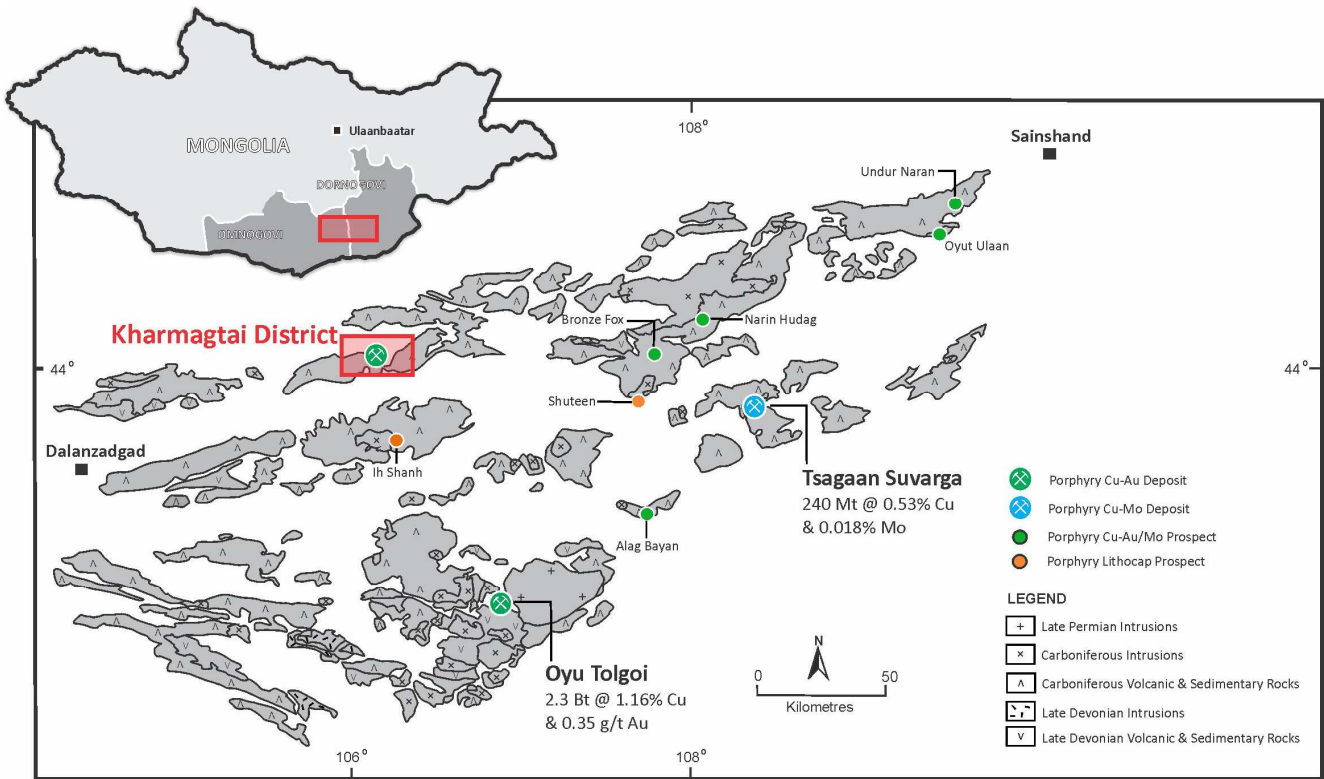 MONGOLIA
Ulaanbaatar
DORNOGOVI
OMNOGOVI
108°
Sainshand
Undur Naran
Oyut Ulaan
Kharmagtai District
Bronze Fox
Narin Hudag
44°
44°
Shuteen
Dalanzadgad
Ih Shanh
Tsagaan Suvarga
240 Mt @ 0.53% Cu
& 0.018% Mo
Alag Bayan
Porphyry Cu-Au Deposit
Porphyry Cu-Mo Deposit
Porphyry Cu-Au/Mo Prospect
Porphyry Lithocap Prospect
LEGEND
Late Permian Intrusions
Carboniferous Intrusions
Carboniferous Volcanic & Sedimentary Rocks
Late Devonian Intrusions
Late Devonian Volcanic & Sedimentary Rocks
Oyu Tolgoi
2.3 Bt @ 1.16% Cu
& 0.35 g/t Au
N
0 50
Kilometres
106°
108°